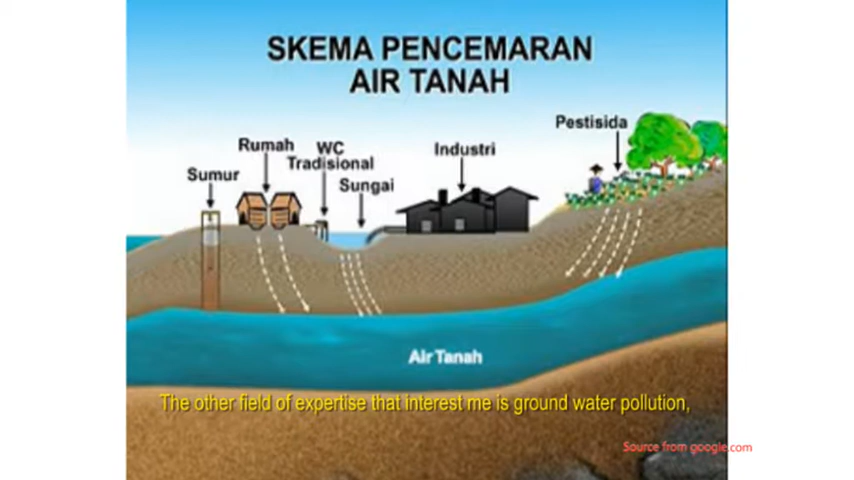 SKEMA PENCEMARAN
AIR TANAH
Pestisida
Rumah
WC
Tradisional
Industri
Sumur
Sungai
Air Tanah
The other field of expertise that interest me is ground water pollution,
Source from google.com